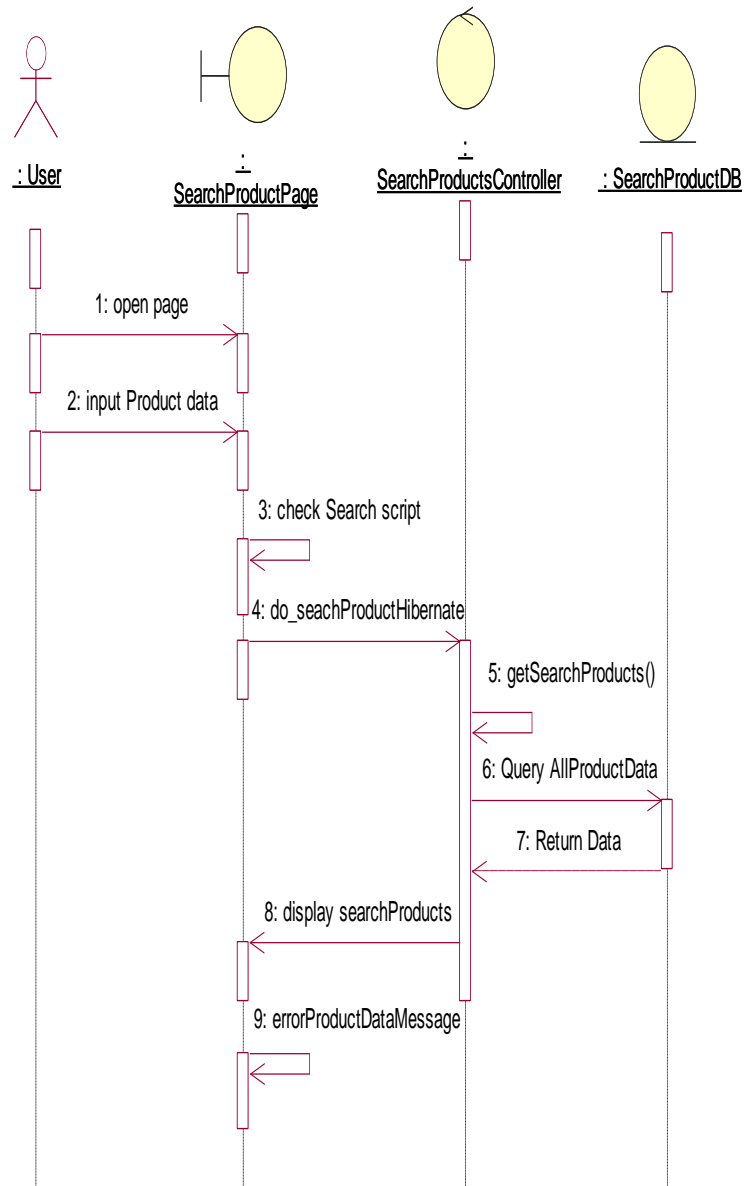 : User
:
SearchProductPage
:
SearchProductsController
: SearchProductDB
1: open page
2: input Product data
3: check Search script
4: do_seachProductHibernate
5: getSearchProducts()
6: Query AllProductData
7: Return Data
8: display searchProducts
9: errorProductDataMessage